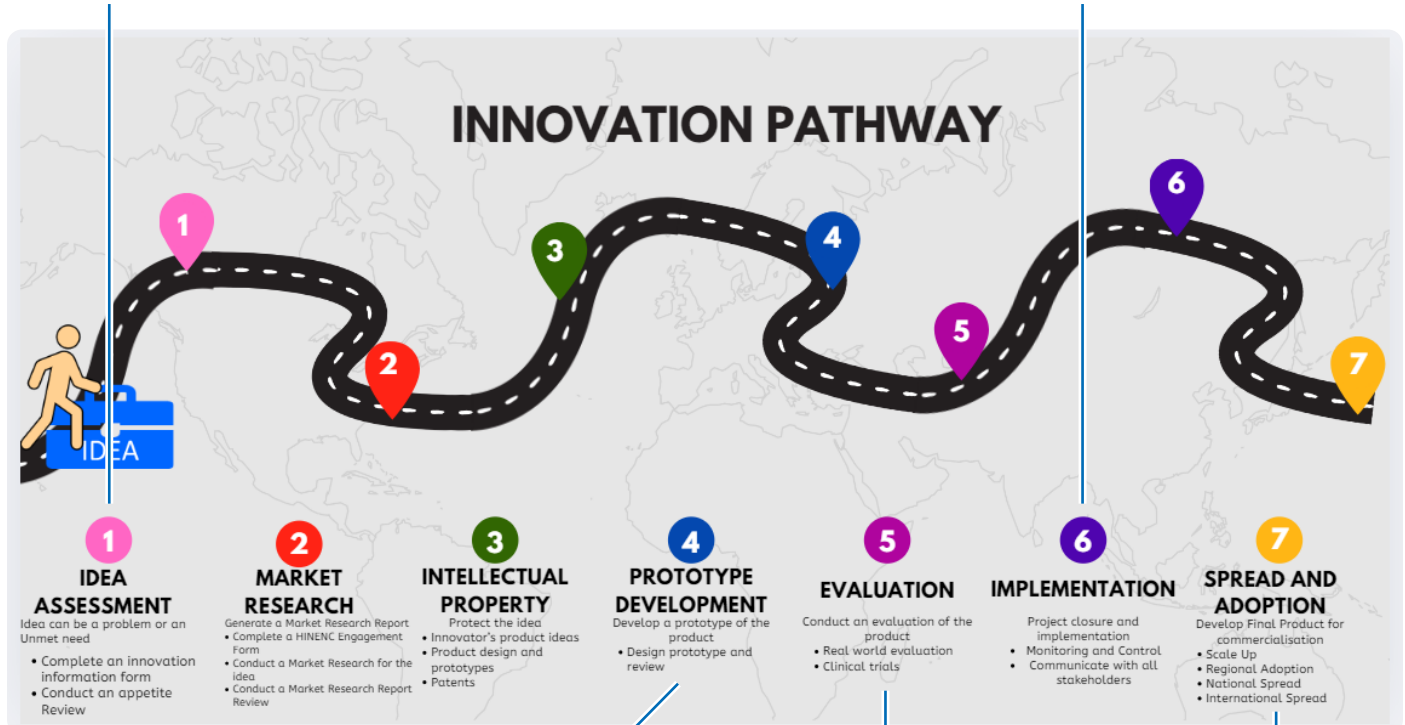 INNOVATION PATHWAY
1
2
3
4
5
6
7
IDEA
1
IDEA
ASSESSMENT
Idea can be a problem or an
Unmet need
• Complete an innovation
information form
• Conduct an appetite
Review
2
MARKET
RESEARCH
Generate a Market Research Report
• Complete a HINENC Engagement
Form
• Conduct a Market Research for the
idea
• Conduct a Market Research Report
Review
3
INTELLECTUAL
PROPERTY
Protect the idea
• Innovator's product ideas
• Product design and
prototypes
• Patents
4
PROTOTYPE
DEVELOPMENT
Develop a prototype of the
product
• Design prototype and
review
5
EVALUATION
Conduct an evaluation of the
product
• Real world evaluation
• Clinical trials
6
IMPLEMENTATION
Project closure and
implementation
• Monitoring and Control
• Communicate with all
stakeholders
7
SPREAD AND
ADOPTION
Develop Final Product for
commercialisation
• Scale Up
• Regional Adoption
• National Spread
• International Spread